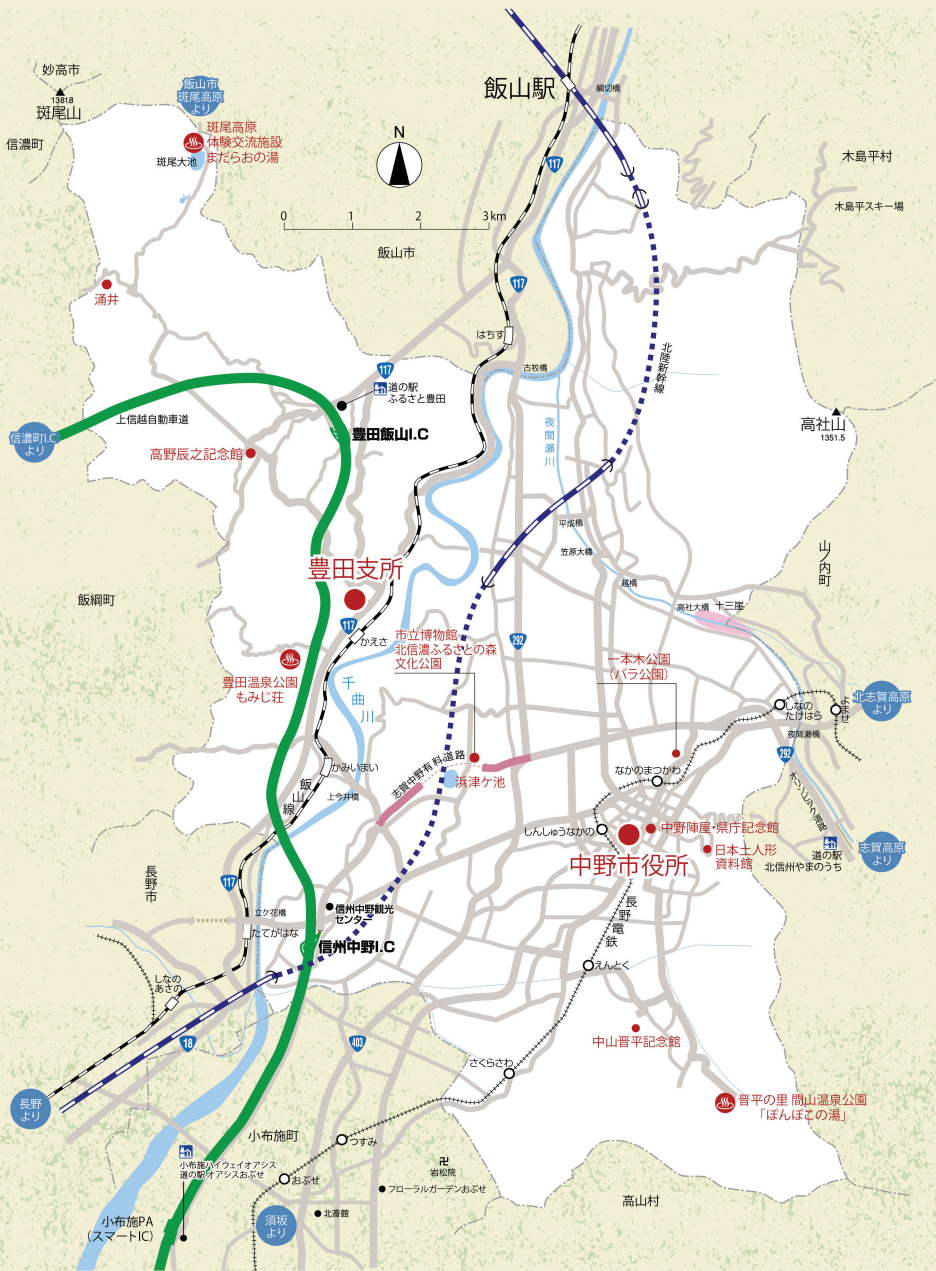 妙高市
1381.8
斑尾山
信濃町
飯山市
斑尾高原
より
斑尾高原
体験交流施設
まだらおの湯
斑尾大池
N
0 1 2 3km
飯山市
飯山駅
綱切橋
117
木島平村
木島平スキー場
涌井
117
はちす
古牧橋
北陸新幹線
117
道の駅
ふるさと豊田
上信越自動車道
信濃町I.C
より
豊田飯山I.C
高野辰之記念館
夜間瀬川
高社山
1351.5
平成橋
笠原大橋
越橋
山ノ内町
高社大橋
十三崖
豊田支所
飯綱町
117
かえさ
292
市立博物館
北信濃ふるさとの森
文化公園
一本木公園
(バラ公園)
豊田温泉公園
もみじ荘
千曲川
しなの
たけはら
よませ
北志賀高原
より
夜間瀬橋
292
オリンピック道路
志賀中野有料道路
浜津ケ池
かみいまい
飯山線
上今井橋
なかのまつかわ
しんしゅうなかの
中野陣屋・県庁記念館
日本土人形
資料館
中野市役所
道の駅
北信州やまのうち
志賀高原
より
長野市
117
立ケ花橋
たてがはな
信州中野観光
センター
信州中野I.C
長野電鉄
えんとく
しなの
あさの
18
403
中山晋平記念館
さくらさわ
長野
より
晋平の里 間山温泉公園
「ぽんぽこの湯」
小布施町
つすみ
小布施ハイウェイオアシス
道の駅 オアシスおぶせ
おぶせ
岩松院
フローラルガーデンおぶせ
北斎館
高山村
小布施PA
(スマートIC)
須坂
より